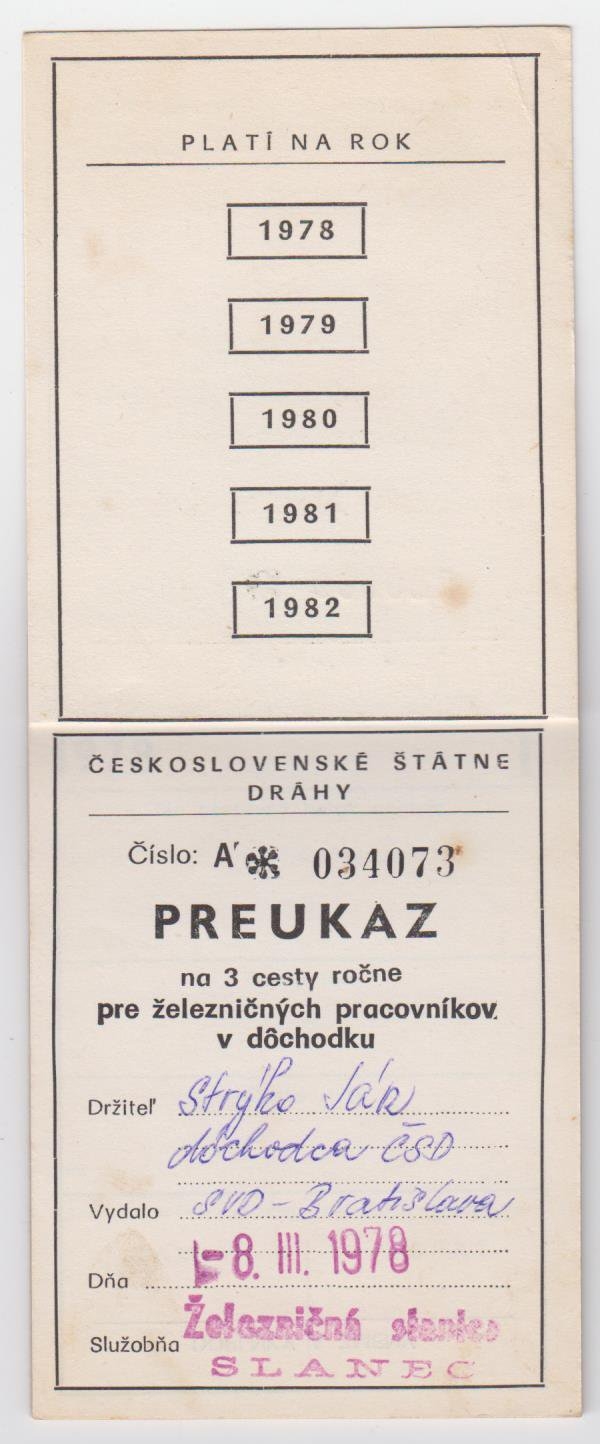 PLATÍ NA ROK
1978
1979
1980
1981
1982
ČESKOSLOVENSKÉ ŠTÁTNE
DRÁHY
Číslo: A 034073
PREUKAZ
na 3 cesty ročne
pre železničných pracovníkov
v dôchodku
Držiteľ Strýko Ján
dôchodca ČSD
Vydalo SVD - Bratislava
Dňa -8. III. 1978
Služobňa Železničná stanica
SLANEC